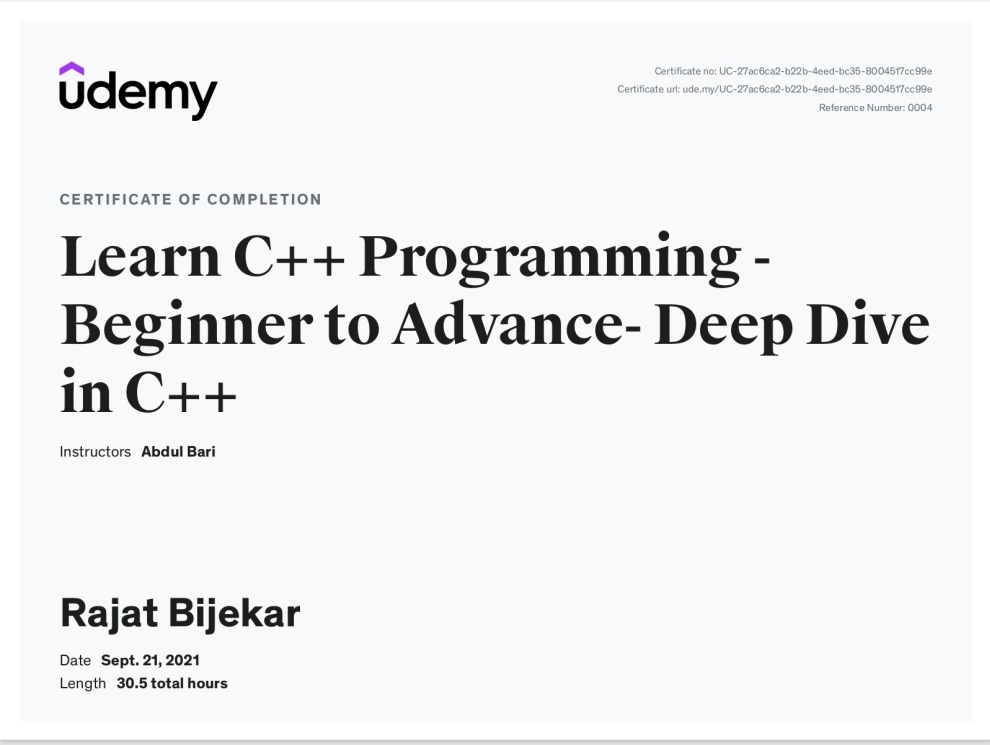 udemy
Certificate no: UC-27ac6ca2-b22b-4eed-bc35-8004517cc99e
Certificate url: ude.my/UC-27ac6ca2-b22b-4eed-bc35-8004517cc99e
Reference Number: 0004
CERTIFICATE OF COMPLETION
Learn C++ Programming -
Beginner to Advance- Deep Dive
in C++
Instructors Abdul Bari
Rajat Bijekar
Date Sept. 21, 2021
Length 30.5 total hours